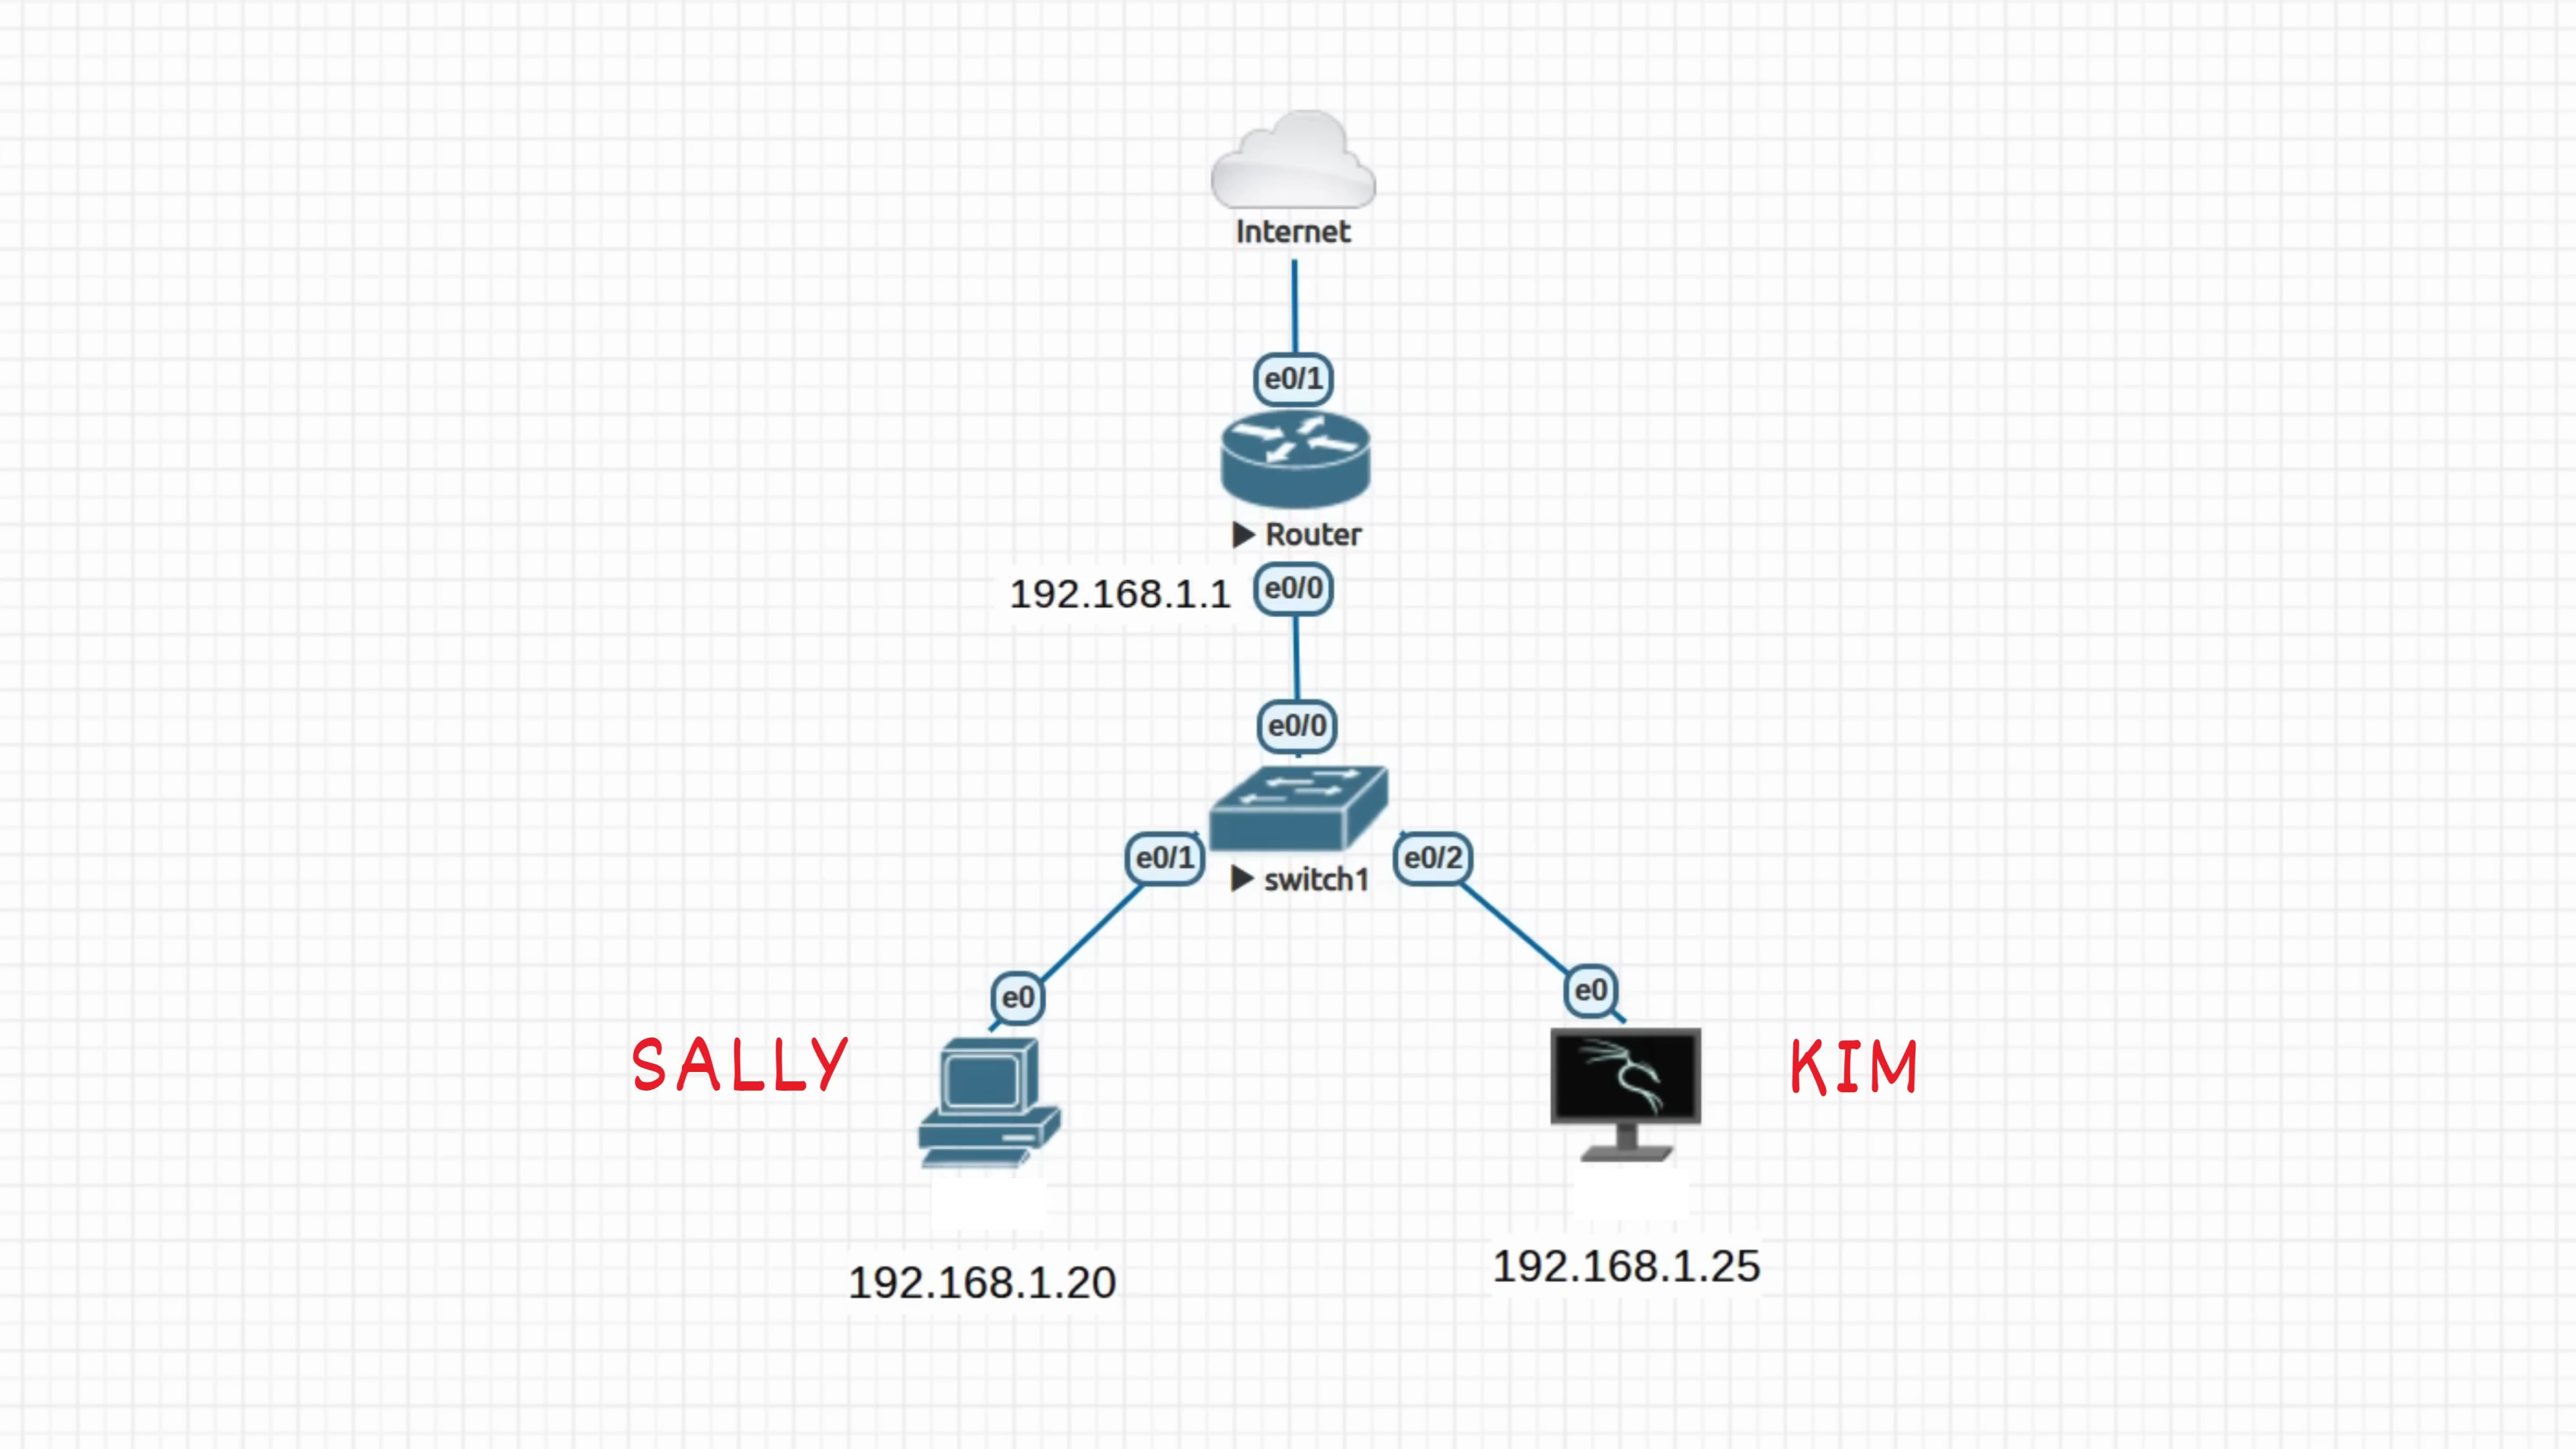 Internet
e0/1
Router
192.168.1.1 e0/0
e0/0
e0/1 e0/2
switch1
e0 e0
SALLY KIM
192.168.1.20 192.168.1.25